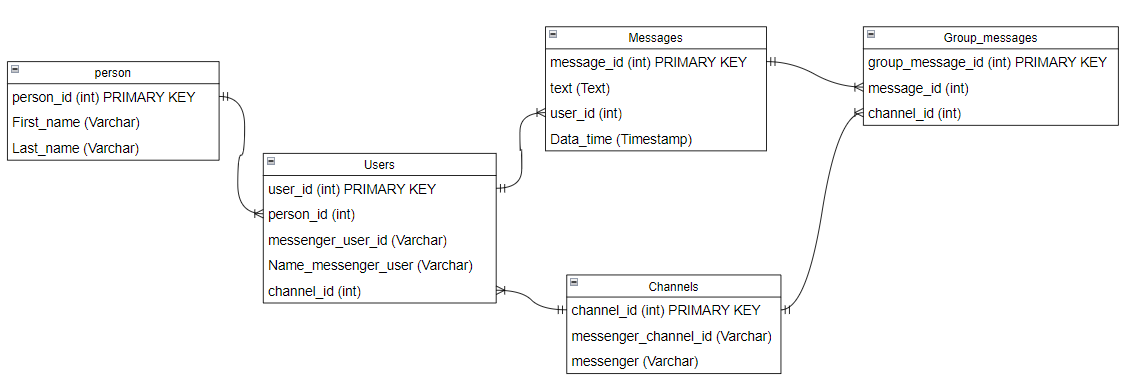 person
person_id (int) PRIMARY KEY
First_name (Varchar)
Last_name (Varchar)
Users
user_id (int) PRIMARY KEY
person_id (int)
messenger_user_id (Varchar)
Name_messenger_user (Varchar)
channel_id (int)
Messages
message_id (int) PRIMARY KEY
text (Text)
user_id (int)
Data_time (Timestamp)
Channels
channel_id (int) PRIMARY KEY
messenger_channel_id (Varchar)
messenger (Varchar)
Group_messages
group_message_id (int) PRIMARY KEY
message_id (int)
channel_id (int)